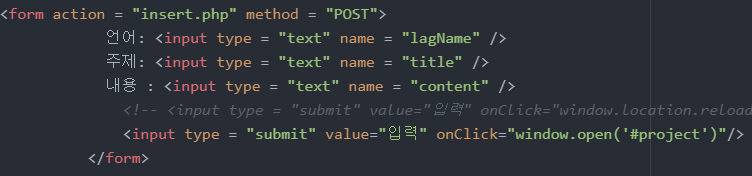 <form action = "insert.php" method = "POST">
언어: <input type = "text" name = "lagName" />
주제: <input type = "text" name = "title" />
내용 : <input type = "text" name = "content" />
<!-- <input type = "submit" value="입력" onClick="window.location.reload
<input type = "submit" value="입력" onClick="window.open('#project')"/>
</form>